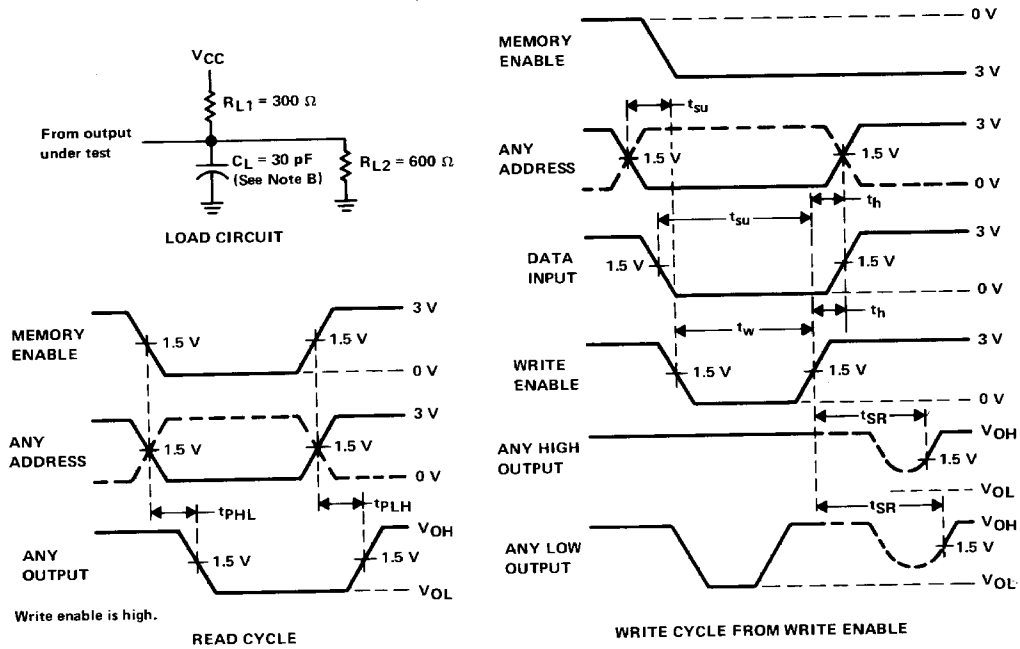 VCC
RL1 = 300 Ω
From output
under test
CL = 30 pF
(See Note B)
RL2 = 600 Ω
LOAD CIRCUIT
MEMORY
ENABLE
3 V
1.5 V
1.5 V
0 V
ANY
ADDRESS
3 V
1.5 V
1.5 V
0 V
tPHL
tPLH
ANY
OUTPUT
VOH
1.5 V
1.5 V
VOL
Write enable is high.
READ CYCLE
MEMORY
ENABLE
0 V
3 V
tsu
ANY
ADDRESS
3 V
1.5 V
1.5 V
0 V
tsu
th
DATA
INPUT
3 V
1.5 V
1.5 V
0 V
tw
th
WRITE
ENABLE
3 V
1.5 V
1.5 V
0 V
tSR
ANY HIGH
OUTPUT
VOH
1.5 V
VOL
tSR
ANY LOW
OUTPUT
VOH
1.5 V
VOL
WRITE CYCLE FROM WRITE ENABLE